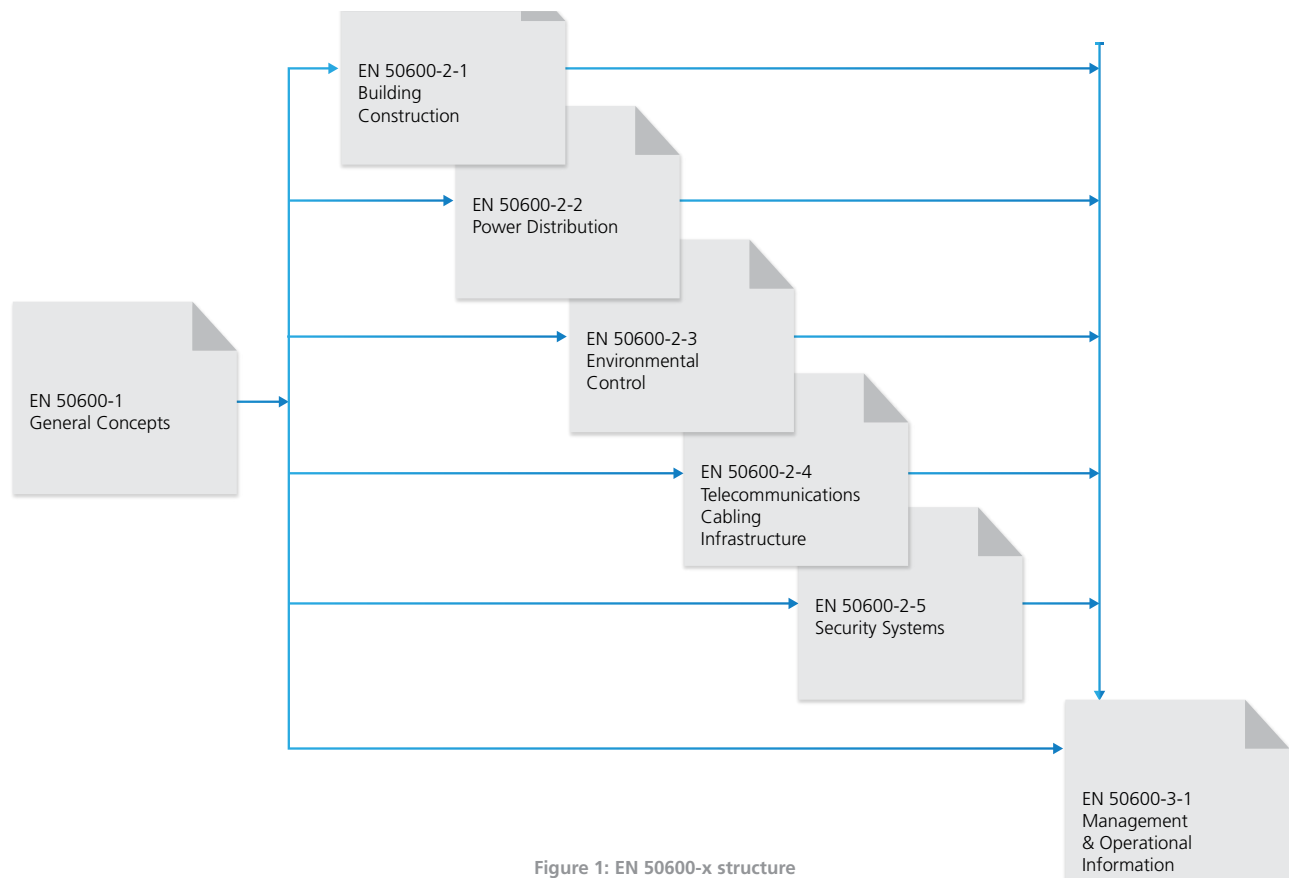 EN 50600-2-1
Building
Construction
EN 50600-2-2
Power Distribution
EN 50600-2-3
Environmental
Control
EN 50600-1
General Concepts
EN 50600-2-4
Telecommunications
Cabling
Infrastructure
EN 50600-2-5
Security Systems
EN 50600-3-1
Management
& Operational
Information
Figure 1: EN 50600-x structure